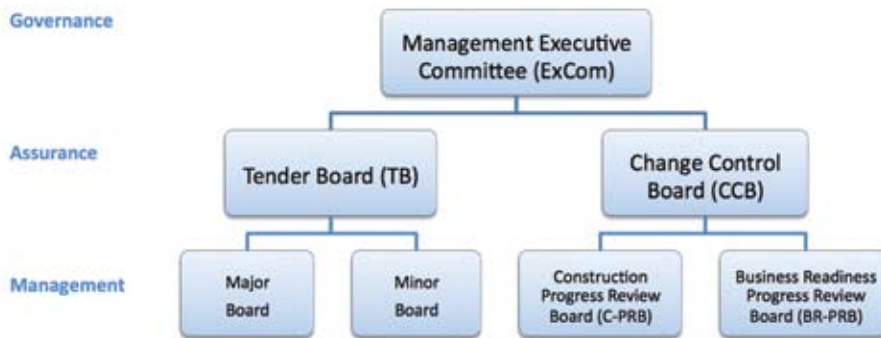 Governance
Management Executive
Committee (ExCom)
Assurance
Tender Board (TB)
Change Control
Board (CCB)
Management
Major
Board
Minor
Board
Construction
Progress Review
Board (C-PRB)
Business Readiness
Progress Review
Board (BR-PRB)